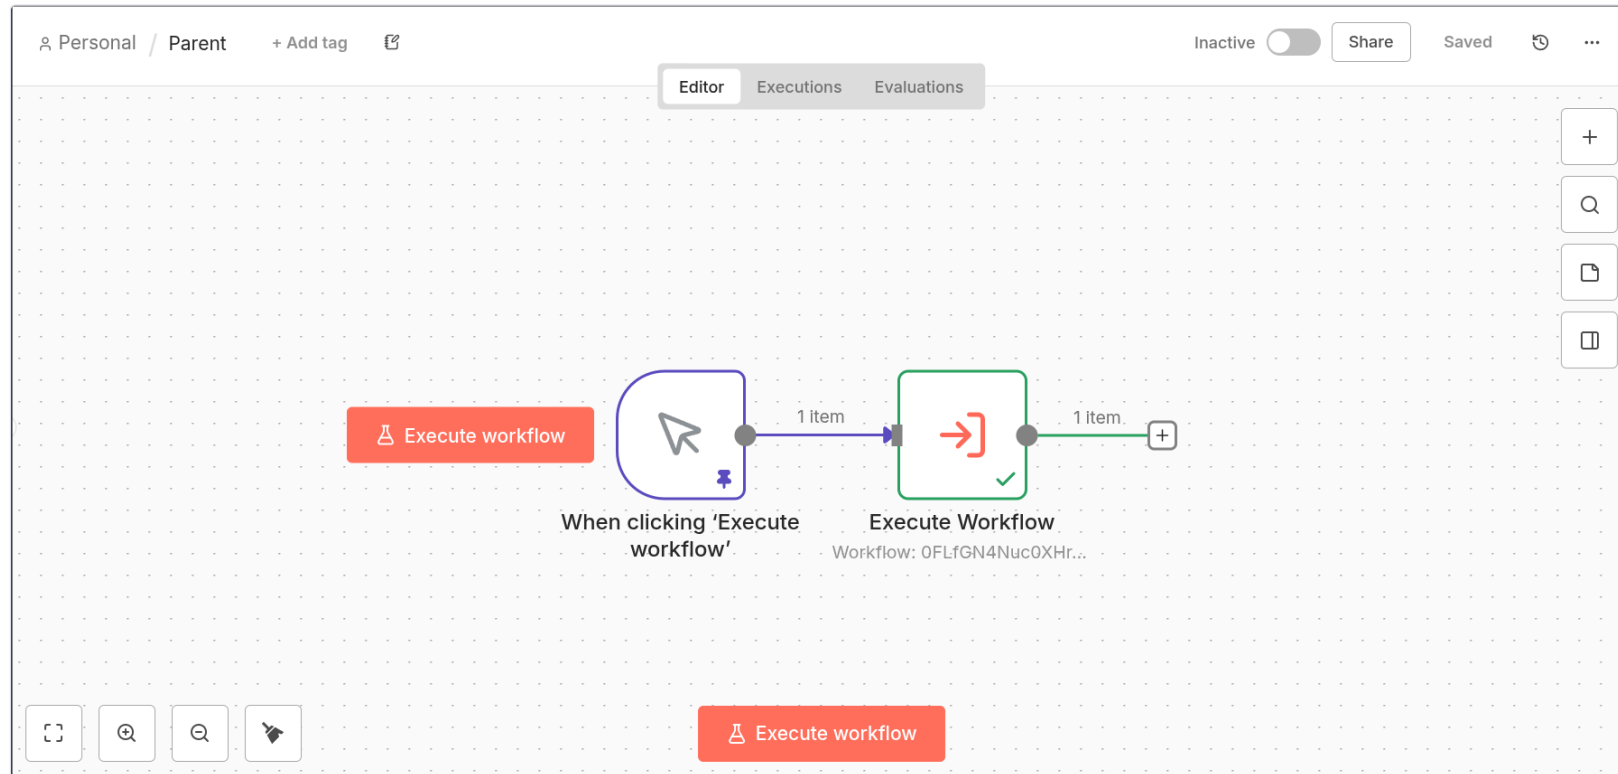 Personal / Parent + Add tag
Inactive Share Saved
Editor Executions Evaluations
1 item
1 item
Execute workflow
When clicking ‘Execute
workflow’
Execute Workflow
Workflow: 0FLfGN4Nuc0XHr...
Execute workflow